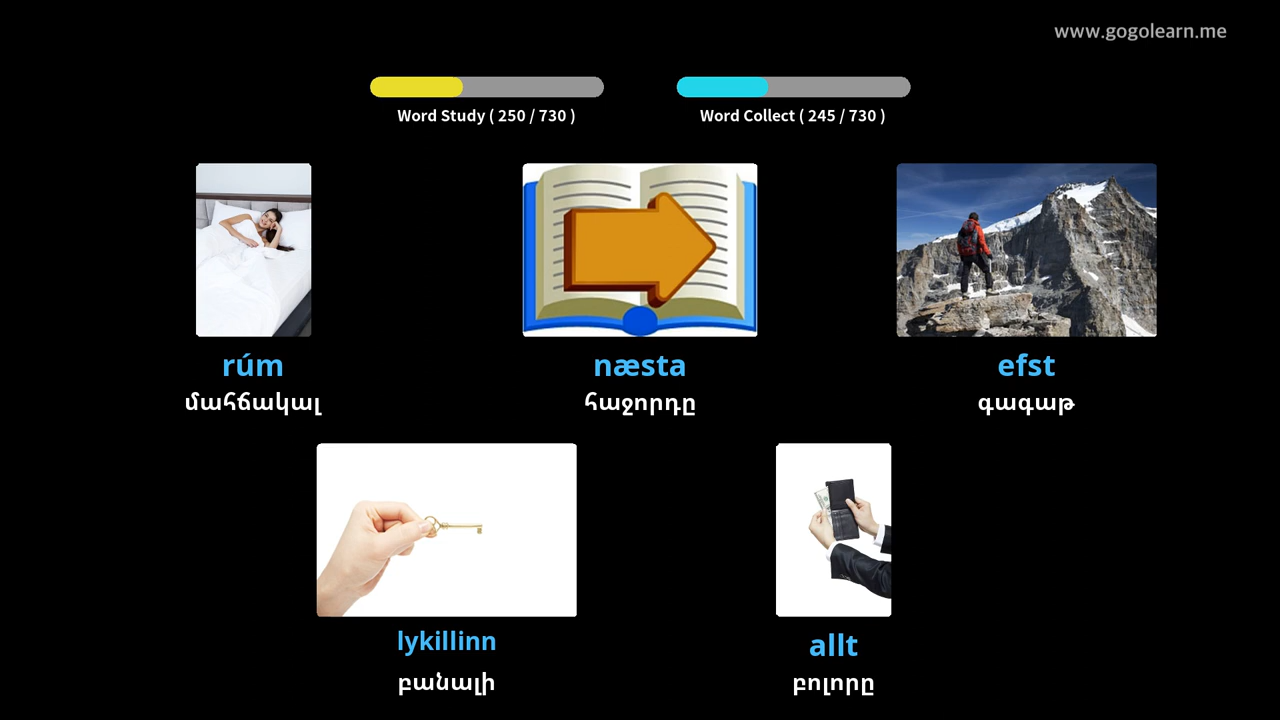 www.gogolearn.me
Word Study ( 250 / 730 )
Word Collect ( 245 / 730 )
rúm
մահճակալ
næsta
հաջորդը
efst
գագաթ
lykillinn
բանալի
allt
բոլորը